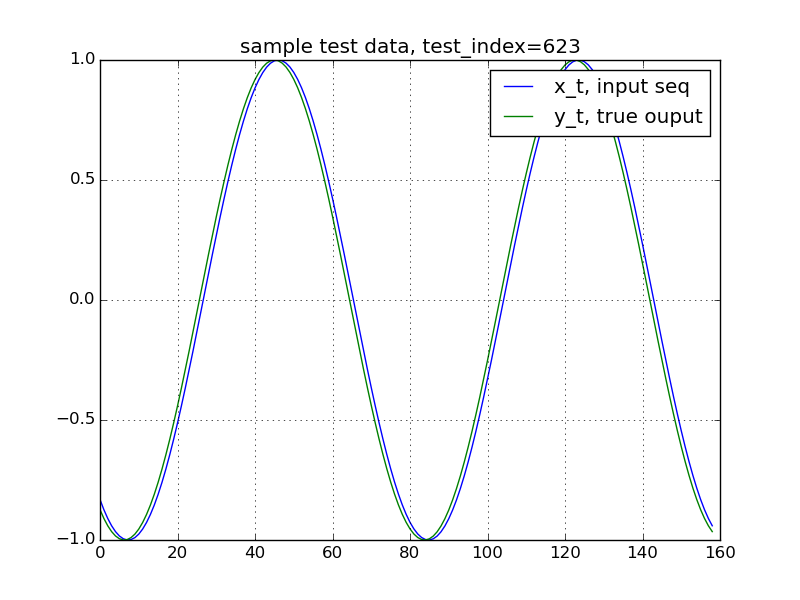 sample test data, test_index=623
x_t, input seq
y_t, true ouput
1.0
0.5
0.0
−0.5
−1.0
0 20 40 60 80 100 120 140 160